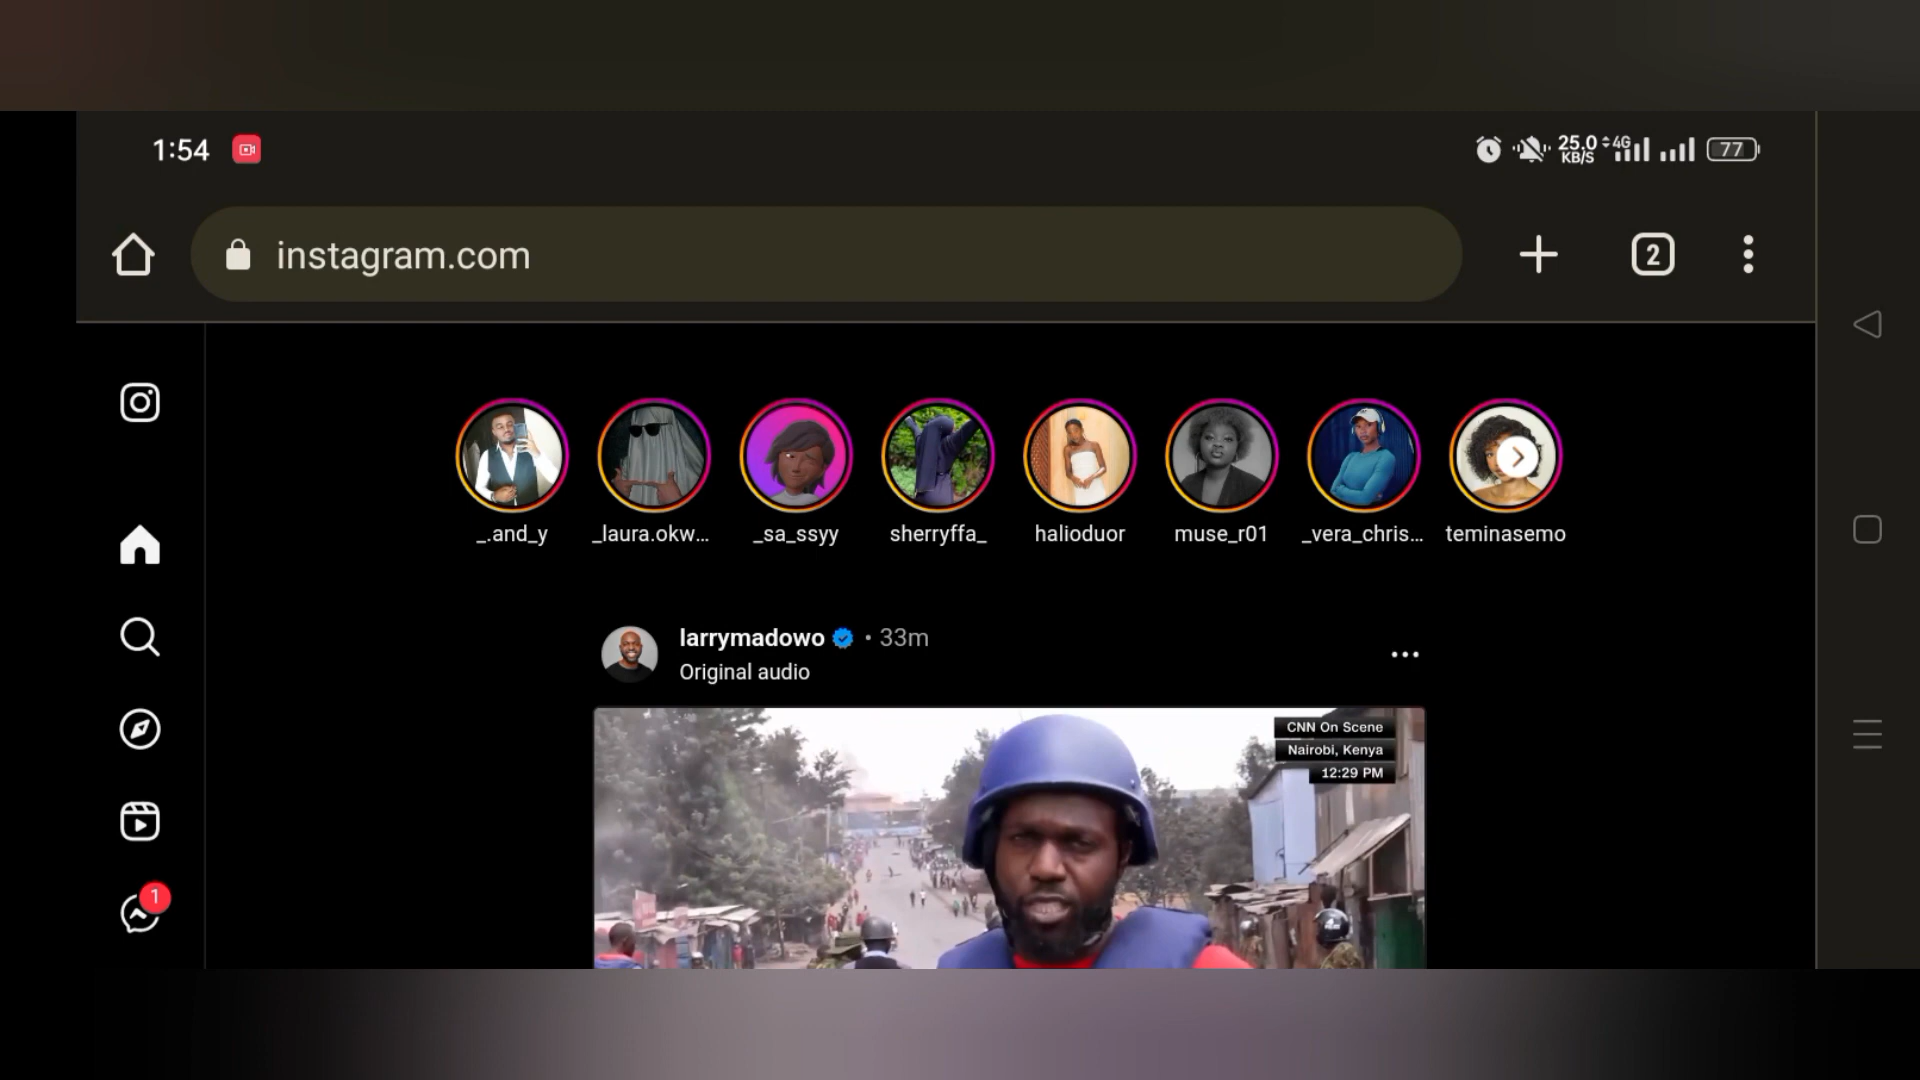 1:54
25.0
KB/S
4G
77
instagram.com
2
_.and_y
_laura.okw...
_sa_ssyy
sherryffa_
halioduor
muse_r01
_vera_chris...
teminasemo
larrymadowo • 33m
Original audio
CNN On Scene
Nairobi, Kenya
12:29 PM
1